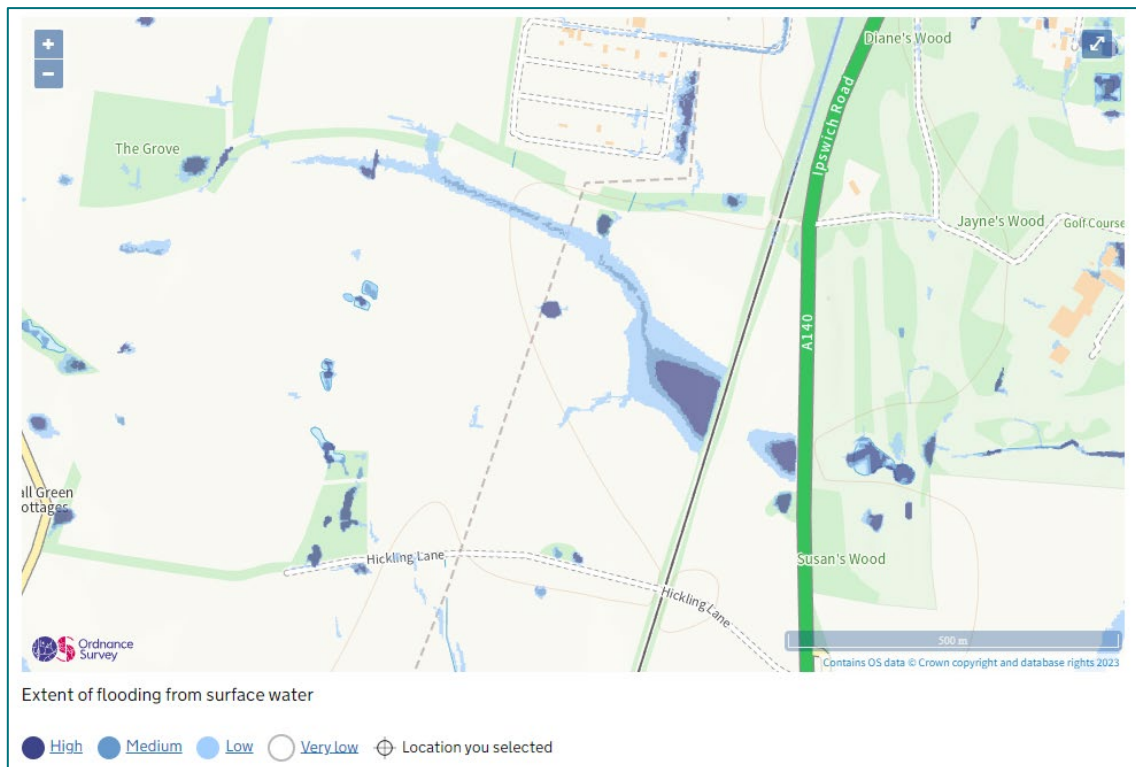 +
−
Diane's Wood
The Grove
Ipswich Road
Jayne's Wood
Golf Course
A140
all Green
ottages
Hickling Lane
Susan's Wood
Hickling Lane
Ordnance
Survey
500 m
Contains OS data © Crown copyright and database rights 2023
Extent of flooding from surface water
High Medium Low Very low Location you selected